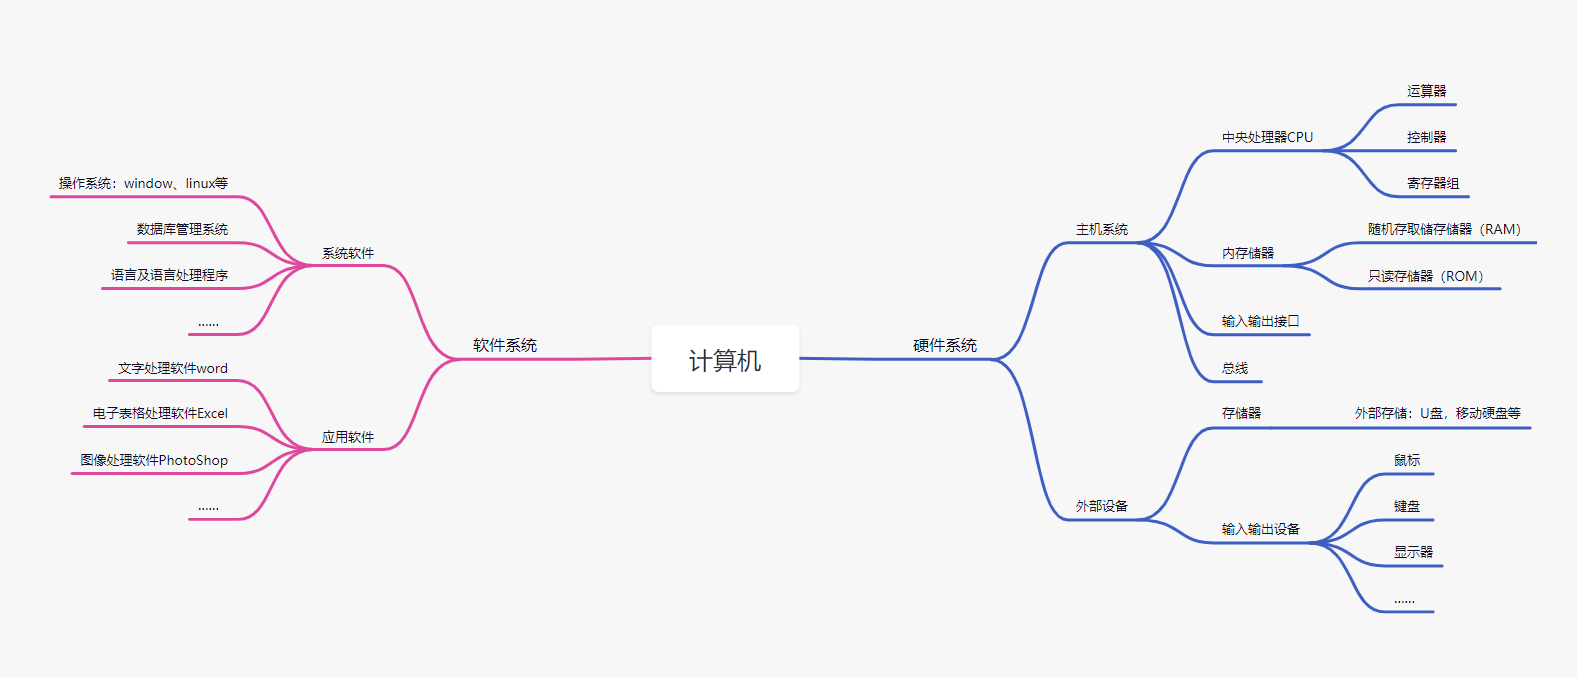 计算机
软件系统
系统软件
操作系统：window、linux等
数据库管理系统
语言及语言处理程序
......
应用软件
文字处理软件word
电子表格处理软件Excel
图像处理软件PhotoShop
......
硬件系统
主机系统
中央处理器CPU
运算器
控制器
寄存器组
内存储器
随机存取储存储器（RAM）
只读存储器（ROM）
输入输出接口
总线
外部设备
存储器
外部存储：U盘，移动硬盘等
输入输出设备
鼠标
键盘
显示器
......